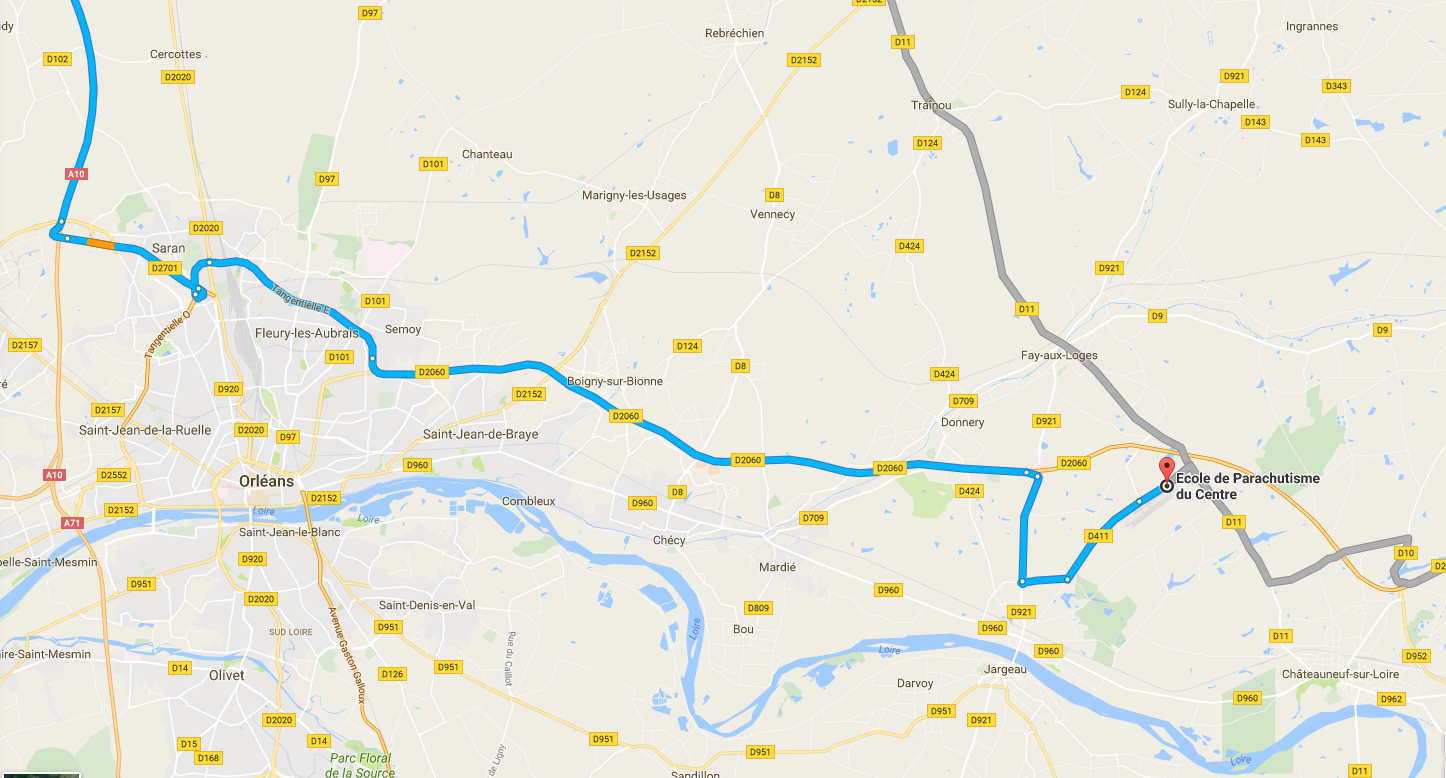 D97
D2152
Rebréchien
Ingrannes
D11
D102
Cercottes
D2152
D2020
D921
D343
D124
Traînou
Sully-la-Chapelle
D143
D143
D124
Chanteau
D101
A10
D97
Marigny-les-Usages
D8
Vennecy
D2020
Saran
D424
D2152
D2701
D921
Tangentielle E
D101
D11
D9
Tangentielle O
Fleury-les-Aubrais
Semoy
D9
D2157
D124
D101
Fay-aux-Loges
D8
D2060
D424
Boigny-sur-Bionne
D920
D2152
D709
D2157
D2060
D921
Donnery
Saint-Jean-de-la-Ruelle
D2020
D97
Saint-Jean-de-Braye
D2060
D2060
D2060
D960
A10
D2552
Orléans
Ecole de Parachutisme
du Centre
D424
D8
D2152
Combleux
D960
D2152
Loire
Loire
D709
A71
D11
Saint-Jean-le-Blanc
D411
Chécy
D920
D10
elle-Saint-Mesmin
Mardié
D951
D960
D2020
Saint-Denis-en-Val
D809
D921
Avenue Gaston Galloux
D951
Loire
Bou
D960
D11
SUD LOIRE
Rue du Caillot
Loire
D960
ire-Saint-Mesmin
D952
D14
D951
Jargeau
Olivet
D126
Châteauneuf-sur-Loire
Darvoy
D960
D962
D951
D921
D2020
D15
D14
D951
D951
D168
Parc Floral
de la Source
de Ligny
Loire
D11
Sandillon